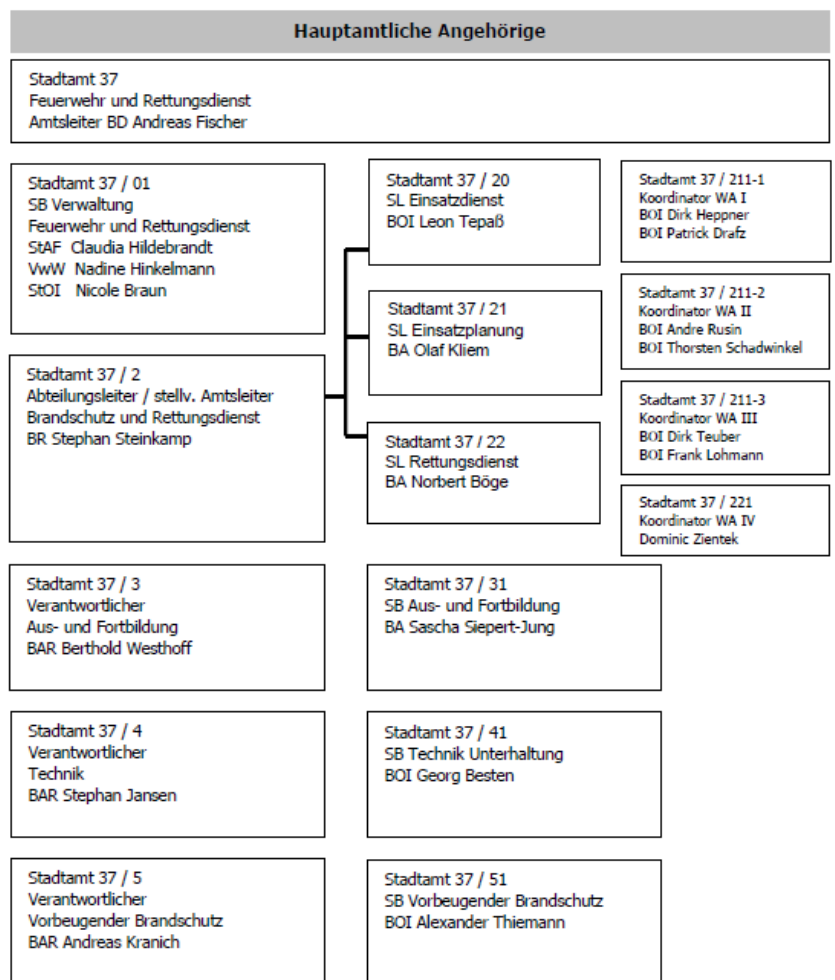 Hauptamtliche Angehörige
Stadtamt 37
Feuerwehr und Rettungsdienst
Amtsleiter BD Andreas Fischer
Stadtamt 37 / 01
SB Verwaltung
Feuerwehr und Rettungsdienst
StAF Claudia Hildebrandt
VwW Nadine Hinkelmann
StOI Nicole Braun
Stadtamt 37 / 2
Abteilungsleiter / stellv. Amtsleiter
Brandschutz und Rettungsdienst
BR Stephan Steinkamp
Stadtamt 37 / 20
SL Einsatzdienst
BOI Leon Tepaß
Stadtamt 37 / 21
SL Einsatzplanung
BA Olaf Kliem
Stadtamt 37 / 22
SL Rettungsdienst
BA Norbert Böge
Stadtamt 37 / 211-1
Koordinator WA I
BOI Dirk Heppner
BOI Patrick Drafz
Stadtamt 37 / 211-2
Koordinator WA II
BOI Andre Rusin
BOI Thorsten Schadwinkel
Stadtamt 37 / 211-3
Koordinator WA III
BOI Dirk Teuber
BOI Frank Lohmann
Stadtamt 37 / 221
Koordinator WA IV
Dominic Zientek
Stadtamt 37 / 3
Verantwortlicher
Aus- und Fortbildung
BAR Berthold Westhoff
Stadtamt 37 / 31
SB Aus- und Fortbildung
BA Sascha Siepert-Jung
Stadtamt 37 / 4
Verantwortlicher
Technik
BAR Stephan Jansen
Stadtamt 37 / 41
SB Technik Unterhaltung
BOI Georg Besten
Stadtamt 37 / 5
Verantwortlicher
Vorbeugender Brandschutz
BAR Andreas Kranich
Stadtamt 37 / 51
SB Vorbeugender Brandschutz
BOI Alexander Thiemann